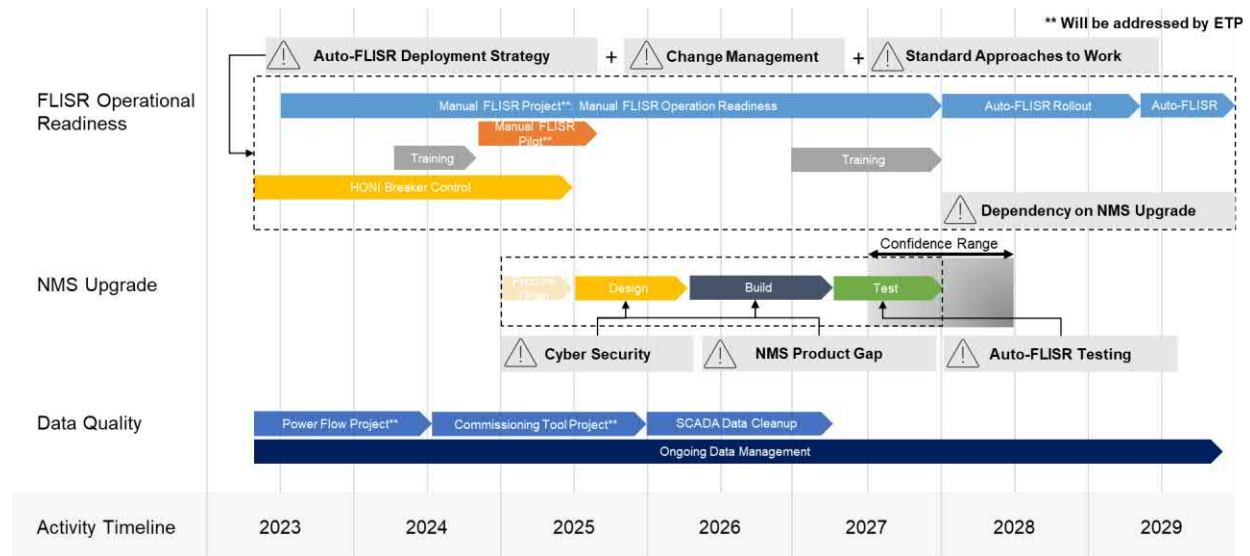 ** Will be addressed by ETP
Auto-FLISR Deployment Strategy + Change Management + Standard Approaches to Work
FLISR Operational
Readiness
Manual FLISR Project**: Manual FLISR Operation Readiness
Auto-FLISR Rollout
Auto-FLISR
Manual FLISR
Pilot**
Training
Training
HONI Breaker Control
Dependency on NMS Upgrade
Confidence Range
NMS Upgrade
Design
Build
Test
Cyber Security
NMS Product Gap
Auto-FLISR Testing
Data Quality
Power Flow Project**
Commissioning Tool Project**
SCADA Data Cleanup
Ongoing Data Management
Activity Timeline
2023
2024
2025
2026
2027
2028
2029